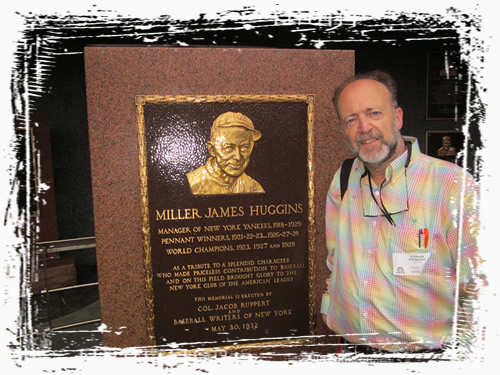 MILLER JAMES HUGGINS
MANAGER OF NEW YORK YANKEES, 1918-1929
PENNANT WINNERS, 1921-22-23...1926-27-28
WORLD CHAMPIONS, 1923, 1927 AND 1928
AS A TRIBUTE TO A SPLENDID CHARACTER
WHO MADE PRICELESS CONTRIBUTION TO BASEBALL
AND ON THIS FIELD BROUGHT GLORY TO THE
NEW YORK CLUB OF THE AMERICAN LEAGUE
THIS MEMORIAL IS ERECTED BY
COL. JACOB RUPPERT
AND
BASEBALL WRITERS OF NEW YORK
MAY 30, 1932